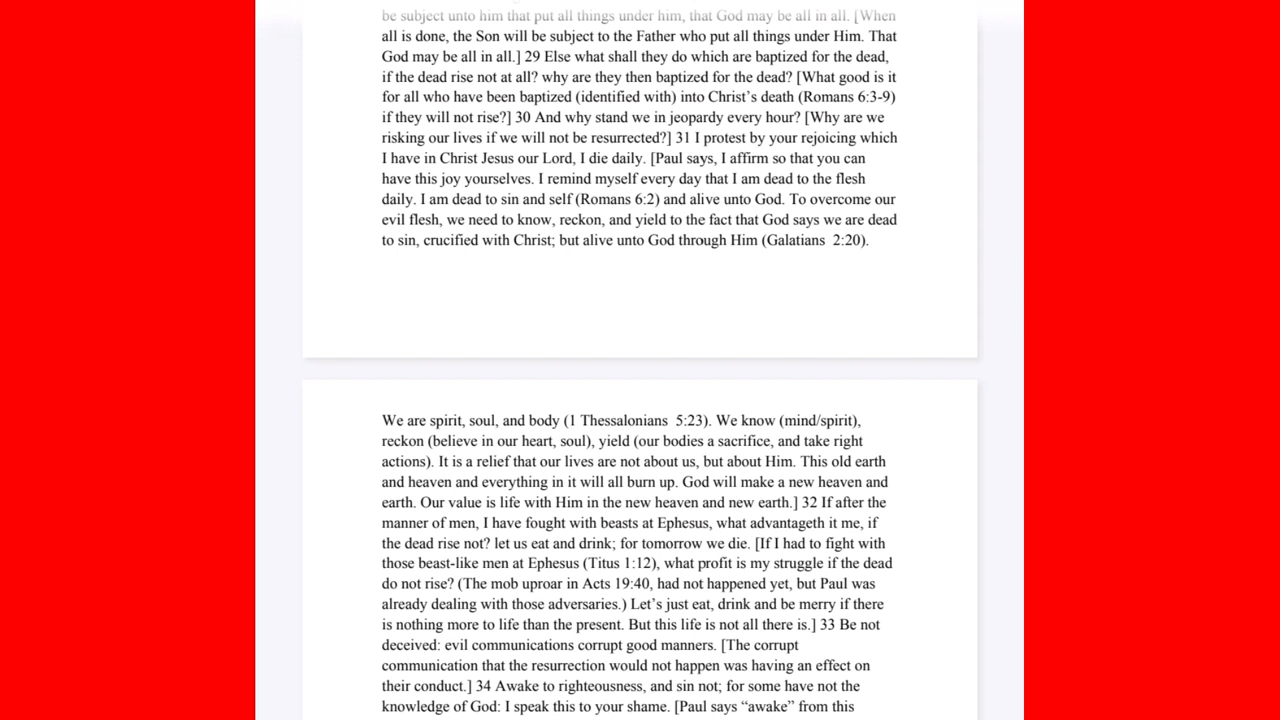 be subject unto him that put all things under him, that God may be all in all. [When
all is done, the Son will be subject to the Father who put all things under Him. That
God may be all in all.] 29 Else what shall they do which are baptized for the dead,
if the dead rise not at all? why are they then baptized for the dead? [What good is it
for all who have been baptized (identified with) into Christ’s death (Romans 6:3-9)
if they will not rise?] 30 And why stand we in jeopardy every hour? [Why are we
risking our lives if we will not be resurrected?] 31 I protest by your rejoicing which
I have in Christ Jesus our Lord, I die daily. [Paul says, I affirm so that you can
have this joy yourselves. I remind myself every day that I am dead to the flesh
daily. I am dead to sin and self (Romans 6:2) and alive unto God. To overcome our
evil flesh, we need to know, reckon, and yield to the fact that God says we are dead
to sin, crucified with Christ; but alive unto God through Him (Galatians  2:20).
We are spirit, soul, and body (1 Thessalonians  5:23). We know (mind/spirit),
reckon (believe in our heart, soul), yield (our bodies a sacrifice, and take right
actions). It is a relief that our lives are not about us, but about Him. This old earth
and heaven and everything in it will all burn up. God will make a new heaven and
earth. Our value is life with Him in the new heaven and new earth.] 32 If after the
manner of men, I have fought with beasts at Ephesus, what advantageth it me, if
the dead rise not? let us eat and drink; for tomorrow we die. [If I had to fight with
those beast-like men at Ephesus (Titus 1:12), what profit is my struggle if the dead
do not rise? (The mob uproar in Acts 19:40, had not happened yet, but Paul was
already dealing with those adversaries.) Let’s just eat, drink and be merry if there
is nothing more to life than the present. But this life is not all there is.] 33 Be not
deceived: evil communications corrupt good manners. [The corrupt
communication that the resurrection would not happen was having an effect on
their conduct.] 34 Awake to righteousness, and sin not; for some have not the
knowledge of God: I speak this to your shame. [Paul says “awake” from this